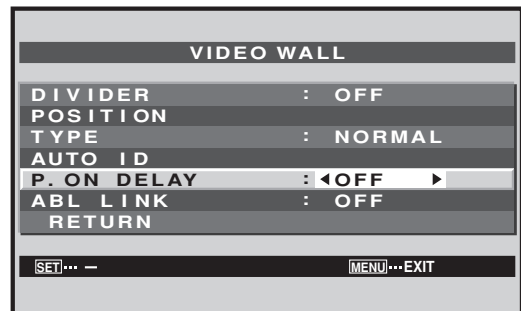 VIDEO WALL
DIVIDER : OFF
POSITION
TYPE : NORMAL
AUTO ID
P. ON DELAY : ◀OFF ▶
ABL LINK : OFF
RETURN
SET··· — MENU···EXIT